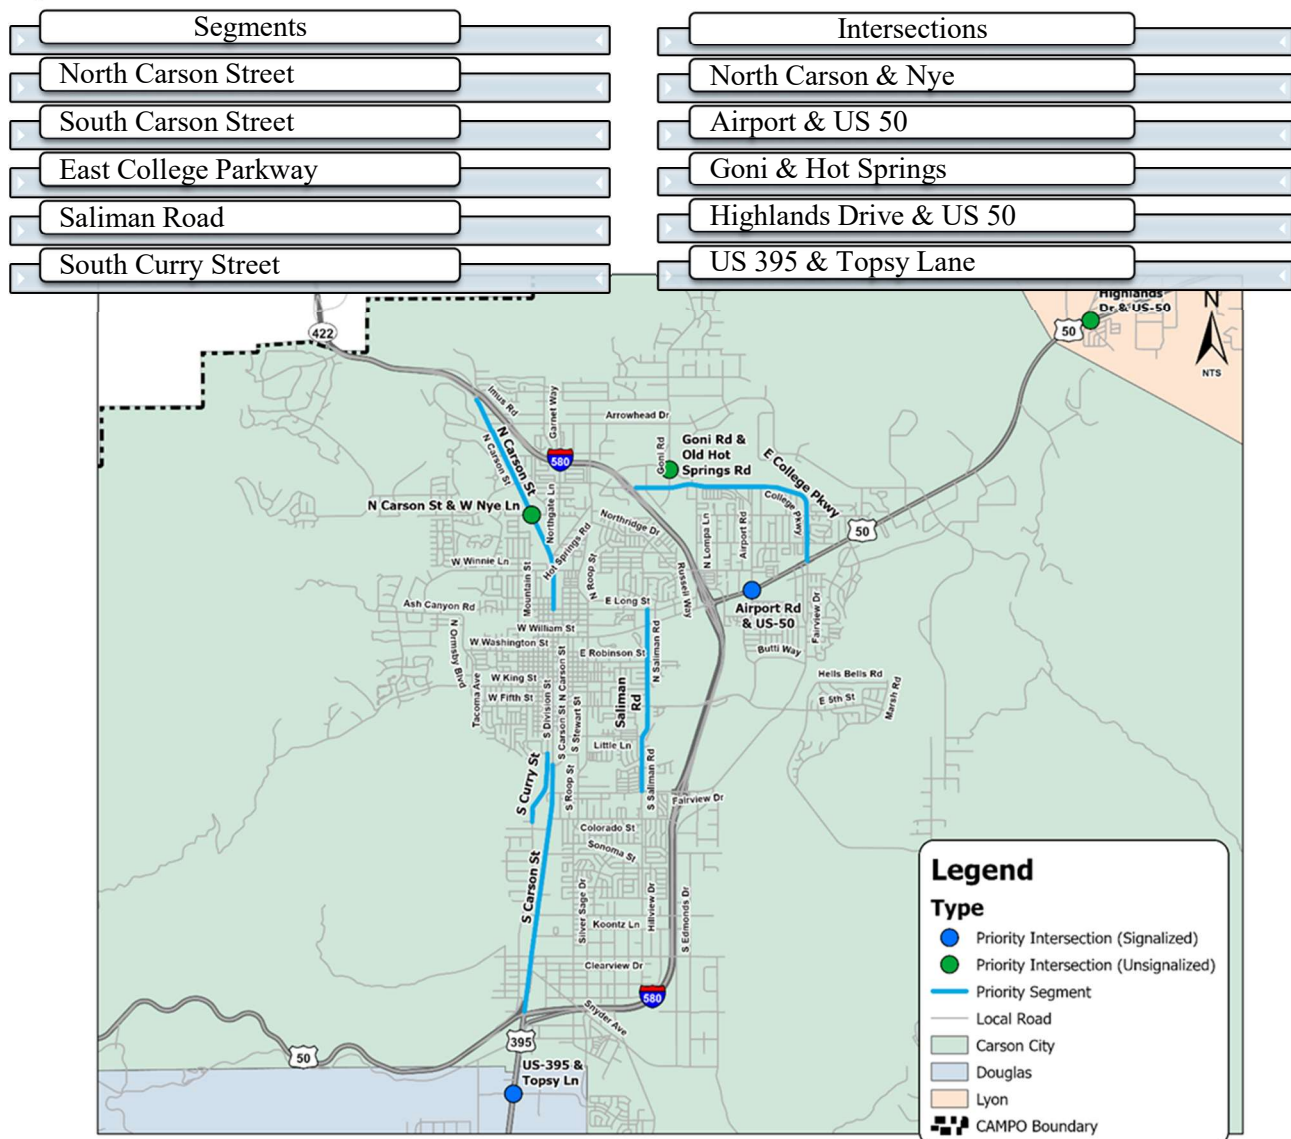 Segments
North Carson Street
South Carson Street
East College Parkway
Saliman Road
South Curry Street
Intersections
North Carson & Nye
Airport & US 50
Goni & Hot Springs
Highlands Drive & US 50
US 395 & Topsy Lane
Highlands
Dr & US-50
N
NTS
50
422
Imus Rd
Garnet Way
Arrowhead Dr
N Carson St
N Carson St
580
Goni Rd
Goni Rd &
Old Hot
Springs Rd
E College Pkwy
College Pkwy
N Carson St & W Nye Ln
Northgate Ln
Hot Springs Rd
Northridge Dr
N Lompa Ln
Airport Rd
50
W Winnie Ln
Mountain St
N Roop St
Russell Way
Ash Canyon Rd
E Long St
Airport Rd
& US-50
Fairview Dr
N Ormsby Blvd
W William St
W Washington St
E Robinson St
N Saliman Rd
Butti Way
W King St
W Fifth St
Tacoma Ave
S Division St
N Carson St
S Carson St
S Stewart St
Saliman
Rd
Hells Bells Rd
E 5th St
Marsh Rd
Little Ln
S Curry St
S Roop St
S Saliman Rd
Fairview Dr
Colorado St
Sonoma St
S Carson St
Silver Sage Dr
Hillview Dr
S Edmonds Dr
Koontz Ln
Clearview Dr
580
Snyder Ave
395
50
US-395 &
Topsy Ln
Legend
Type
Priority Intersection (Signalized)
Priority Intersection (Unsignalized)
Priority Segment
Local Road
Carson City
Douglas
Lyon
CAMPO Boundary